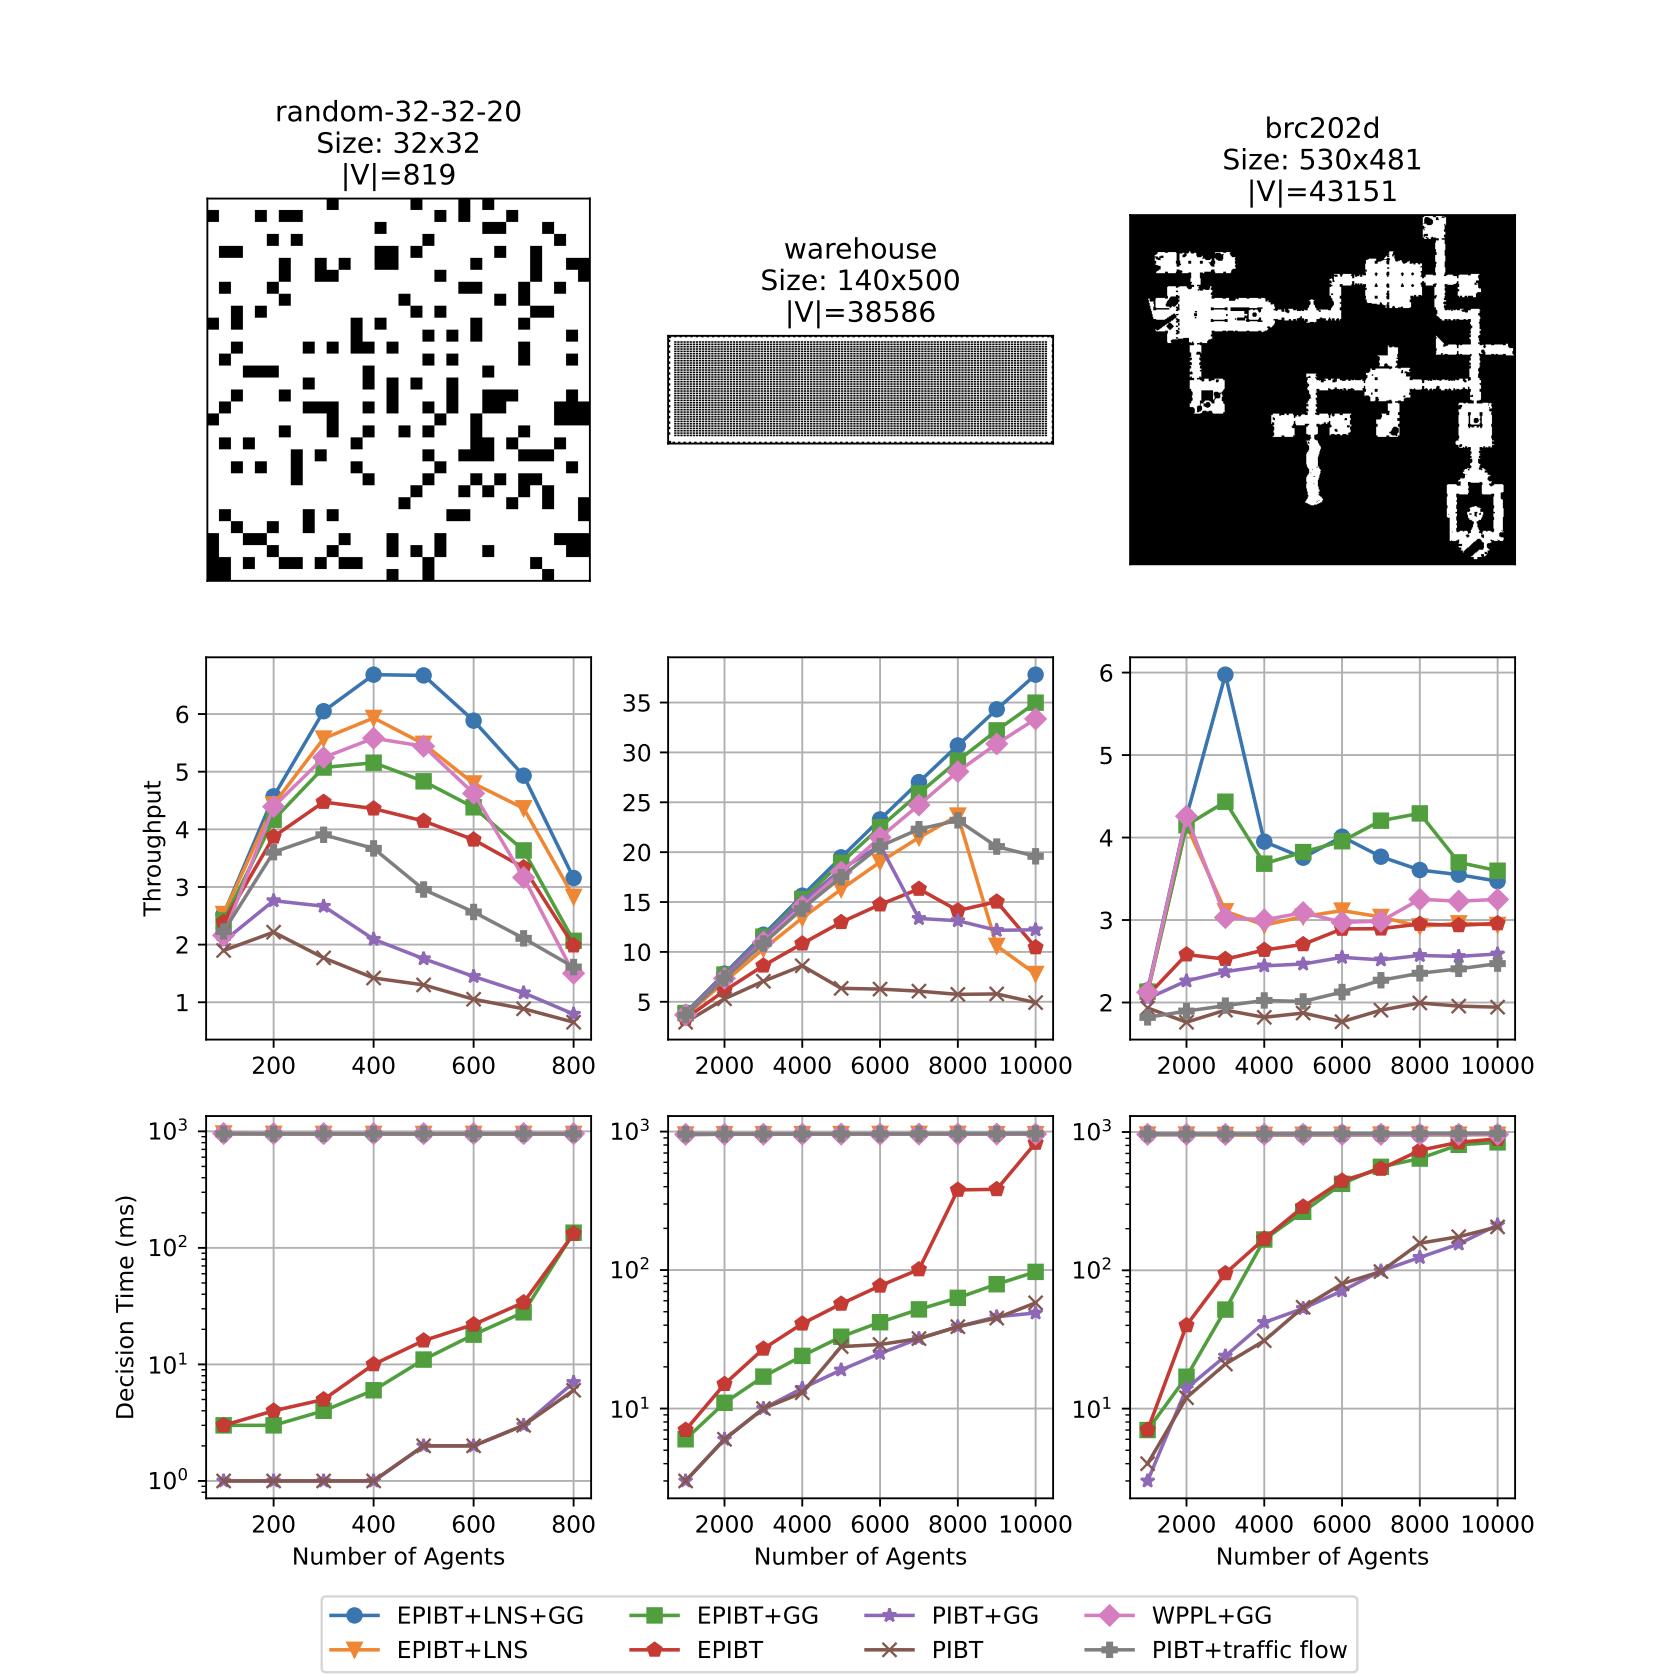 random-32-32-20
Size: 32x32
|V|=819
warehouse
Size: 140x500
|V|=38586
brc202d
Size: 530x481
|V|=43151
Throughput
6
5
4
3
2
1
200 400 600 800
35
30
25
20
15
10
5
2000 4000 6000 8000 10000
6
5
4
3
2
2000 4000 6000 8000 10000
Decision Time (ms)
10³
10²
10¹
10⁰
200 400 600 800
Number of Agents
10³
10²
10¹
2000 4000 6000 8000 10000
Number of Agents
10³
10²
10¹
2000 4000 6000 8000 10000
Number of Agents
EPIBT+LNS+GG EPIBT+GG PIBT+GG WPPL+GG
EPIBT+LNS EPIBT PIBT PIBT+traffic flow